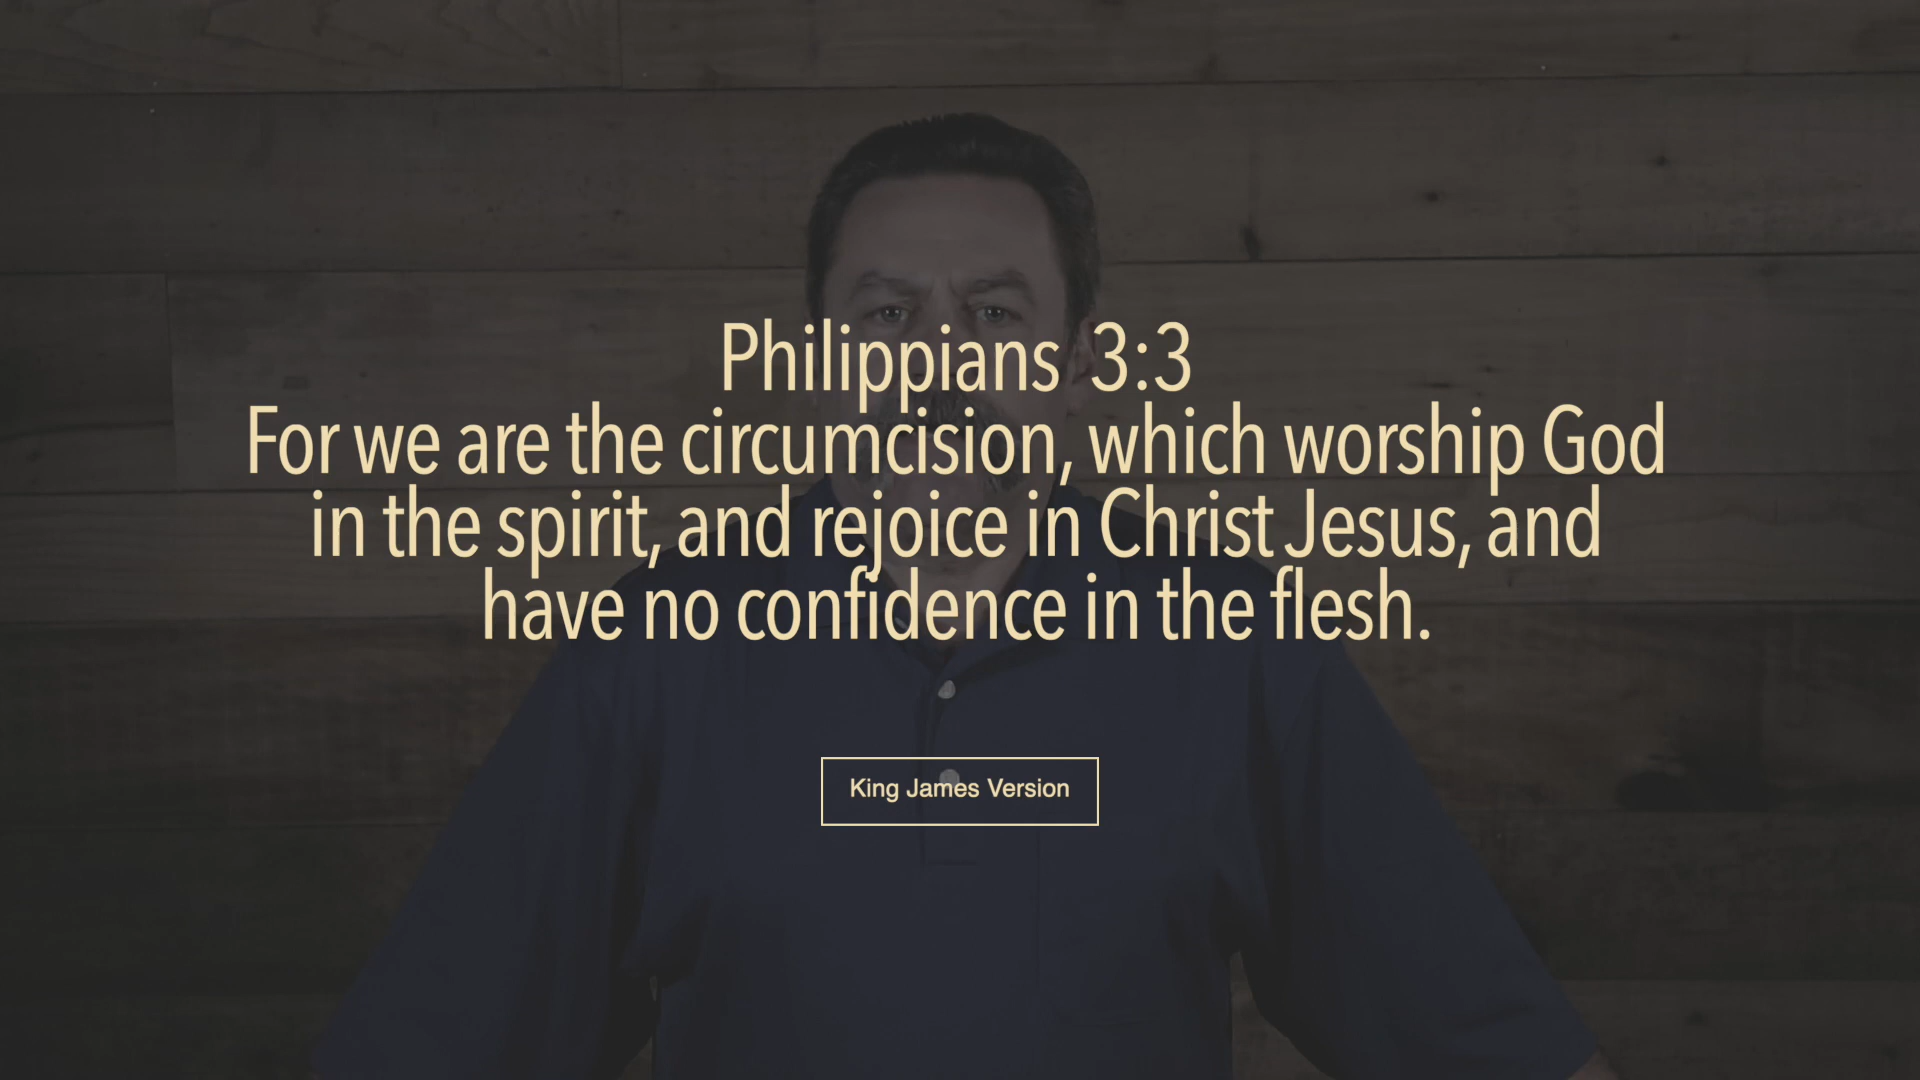 Philippians 3:3
For we are the circumcision, which worship God
in the spirit, and rejoice in Christ Jesus, and
have no confidence in the flesh.
King James Version